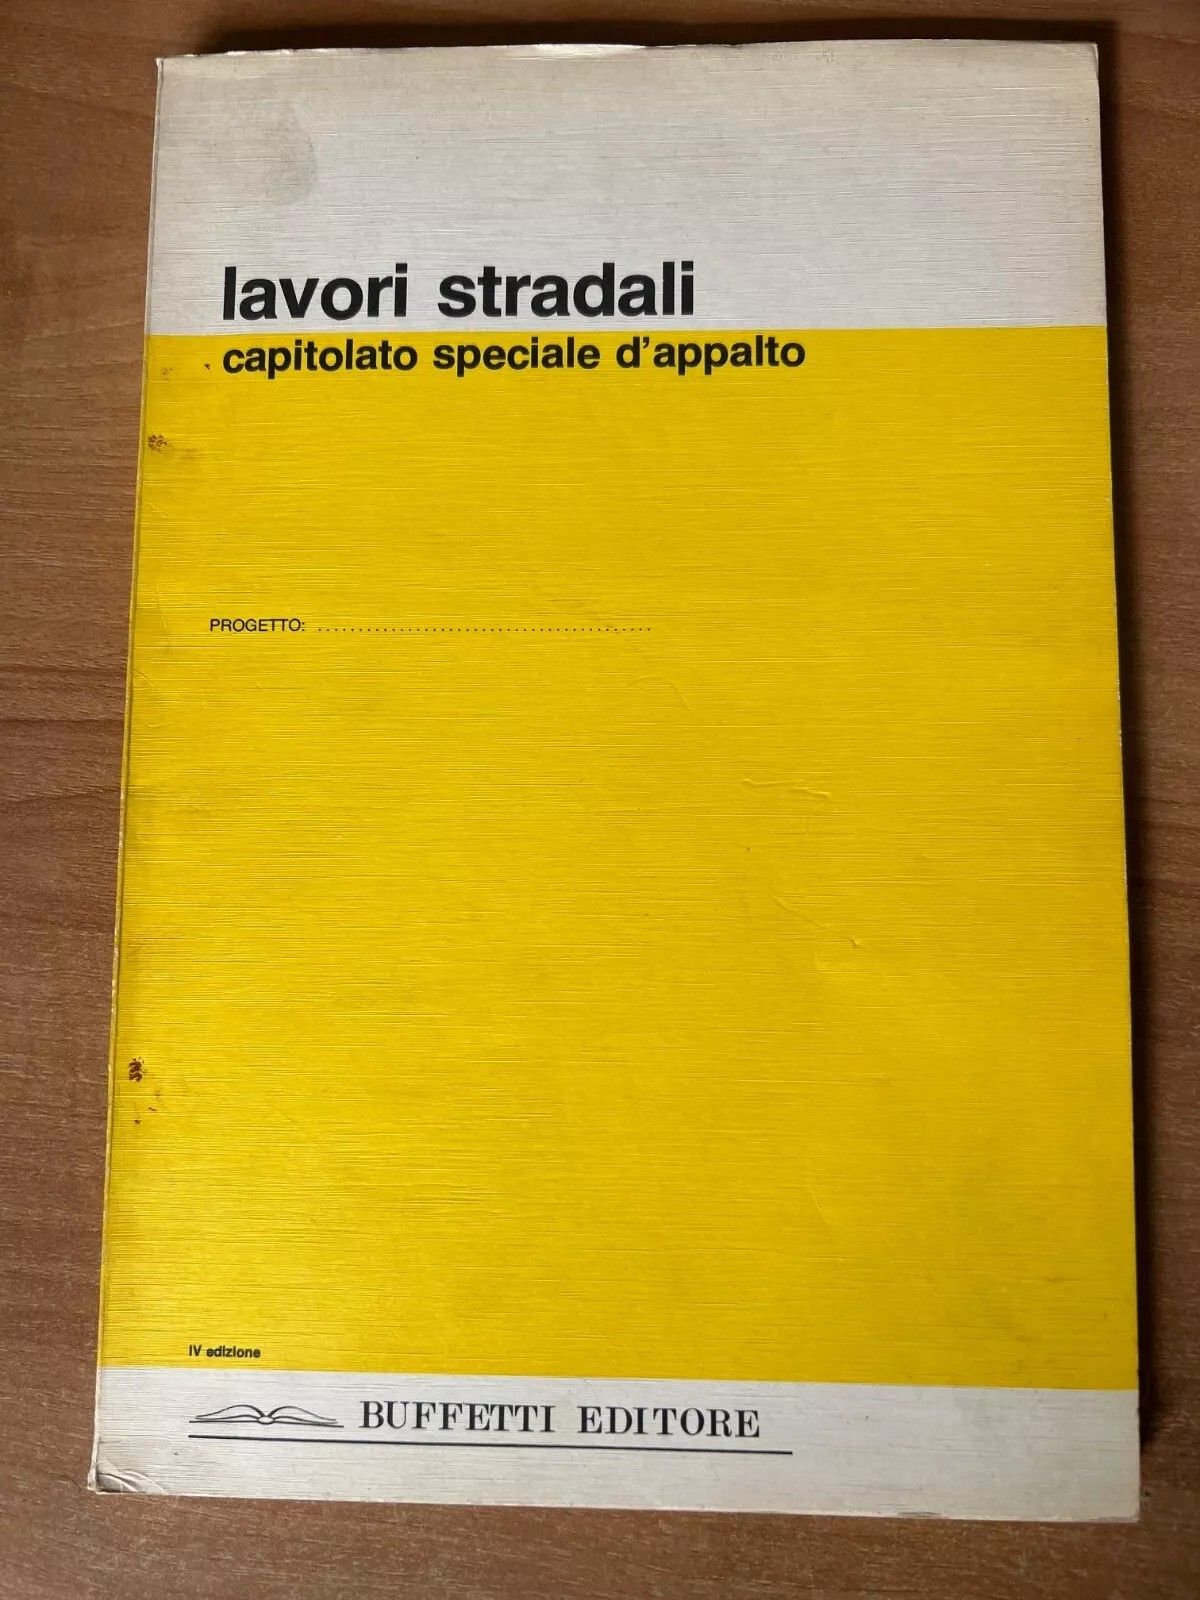 lavori stradali
capitolato speciale d'appalto
PROGETTO: ........................................
IV edizione
BUFFETTI EDITORE